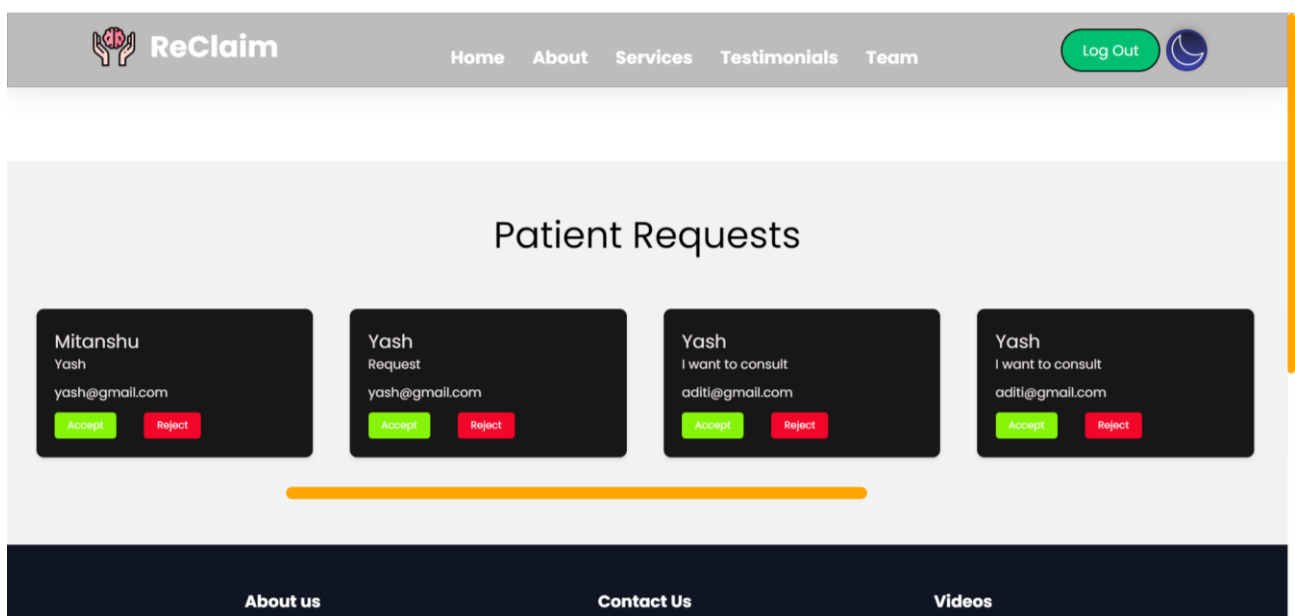 ReClaim
Home About Services Testimonials Team
Log Out
Patient Requests
Mitanshu
Yash
yash@gmail.com
Accept Reject
Yash
Request
yash@gmail.com
Accept Reject
Yash
I want to consult
aditi@gmail.com
Accept Reject
Yash
I want to consult
aditi@gmail.com
Accept Reject
About us Contact Us Videos